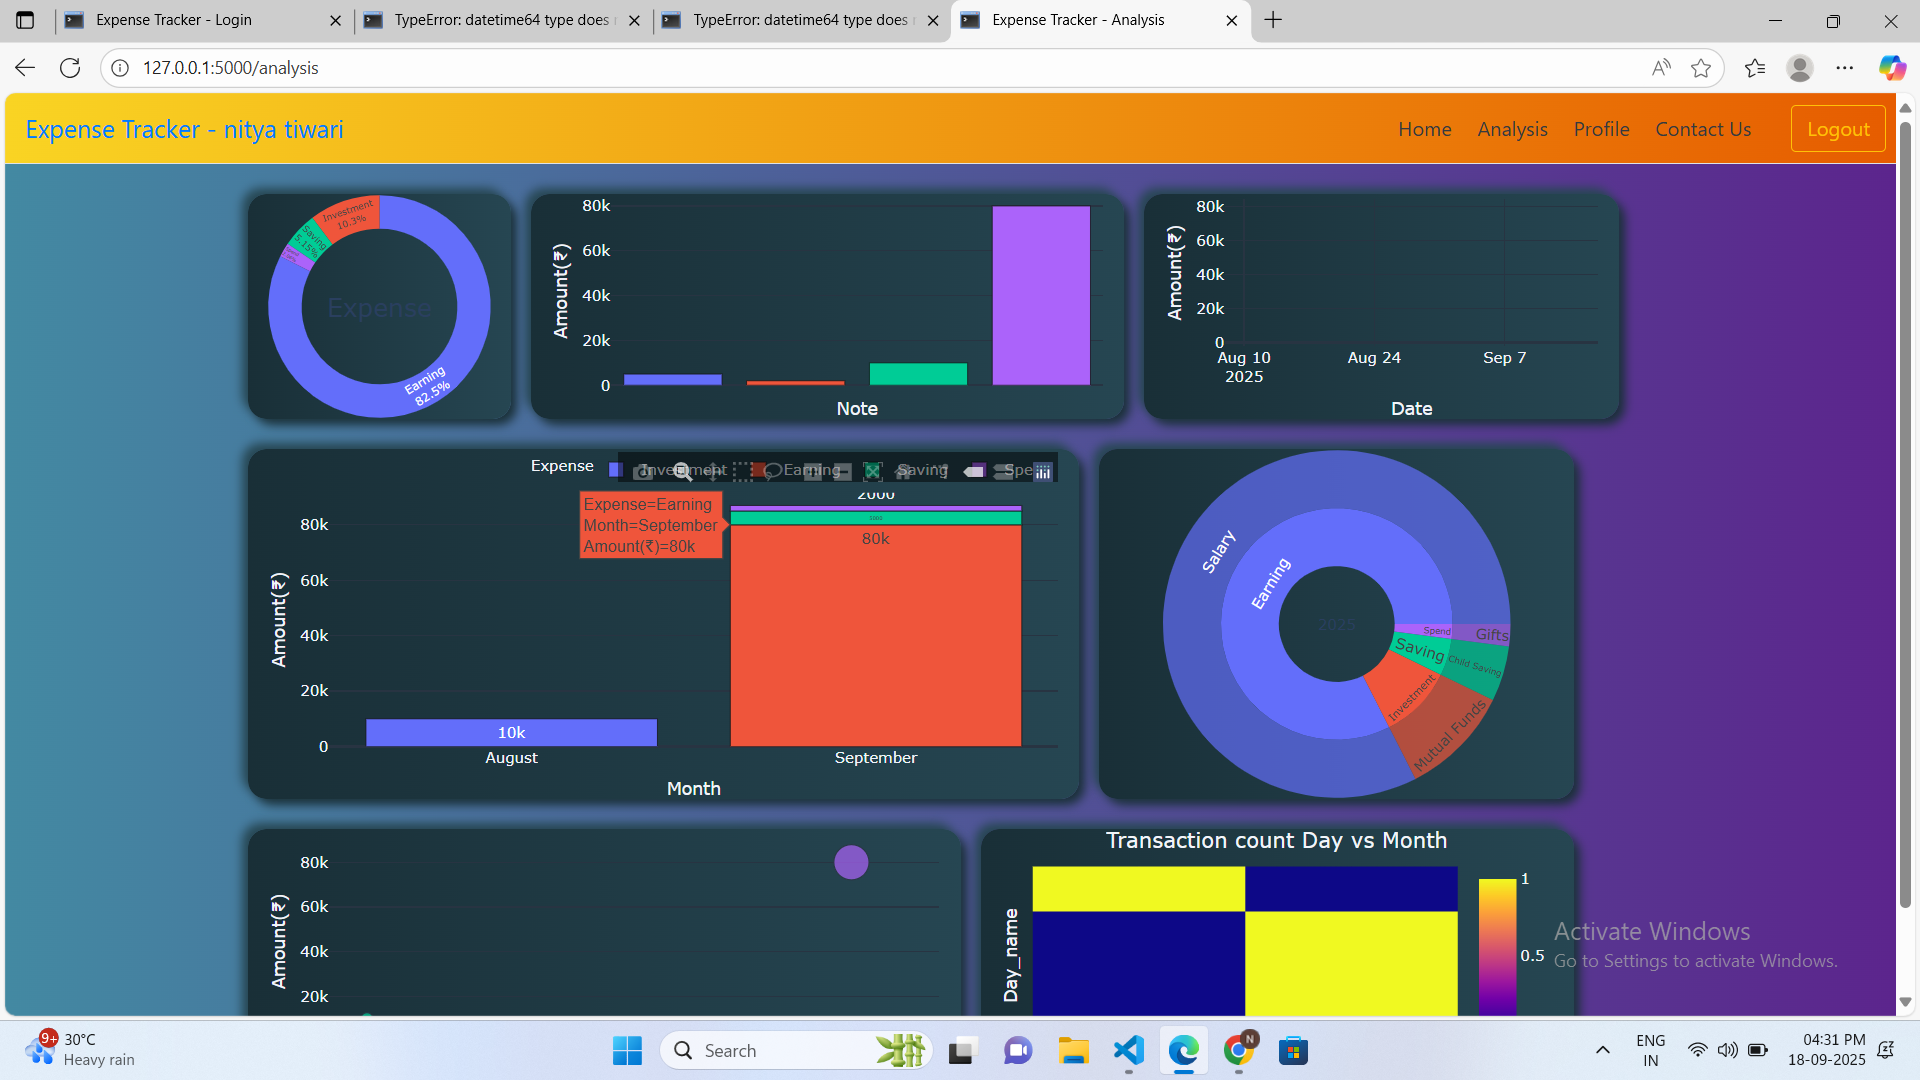 Expense Tracker - Login
TypeError: datetime64 type does
TypeError: datetime64 type does
Expense Tracker - Analysis
127.0.0.1:5000/analysis
Expense Tracker - nitya tiwari
Home
Analysis
Profile
Contact Us
Logout
Investment
10.3%
Saving
5.15%
Expense
Earning
82.5%
Amount(₹)
80k
60k
40k
20k
0
Note
Amount(₹)
80k
60k
40k
20k
0
Aug 10
2025
Aug 24
Sep 7
Date
Expense
Investment
Earning
Saving
Spe
Expense=Earning
Month=September
Amount(₹)=80k
2000
80k
Amount(₹)
80k
60k
40k
20k
0
10k
August
September
Month
Salary
Earning
2025
Spend
Gifts
Saving
Child Saving
Investment
Mutual Funds
Amount(₹)
80k
60k
40k
20k
Transaction count Day vs Month
Day_name
1
0.5
Activate Windows
Go to Settings to activate Windows.
9+
30°C
Heavy rain
Search
N
ENG
IN
04:31 PM
18-09-2025